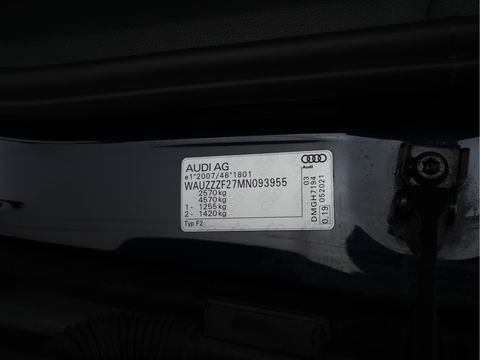 AUDI AG
e1*2007/46*1801
WAUZZZF27MN093955
2570kg
4570kg
1- 1255kg
2- 1420kg
Typ F2
Audi
DMGH7194 03
0,19 052021